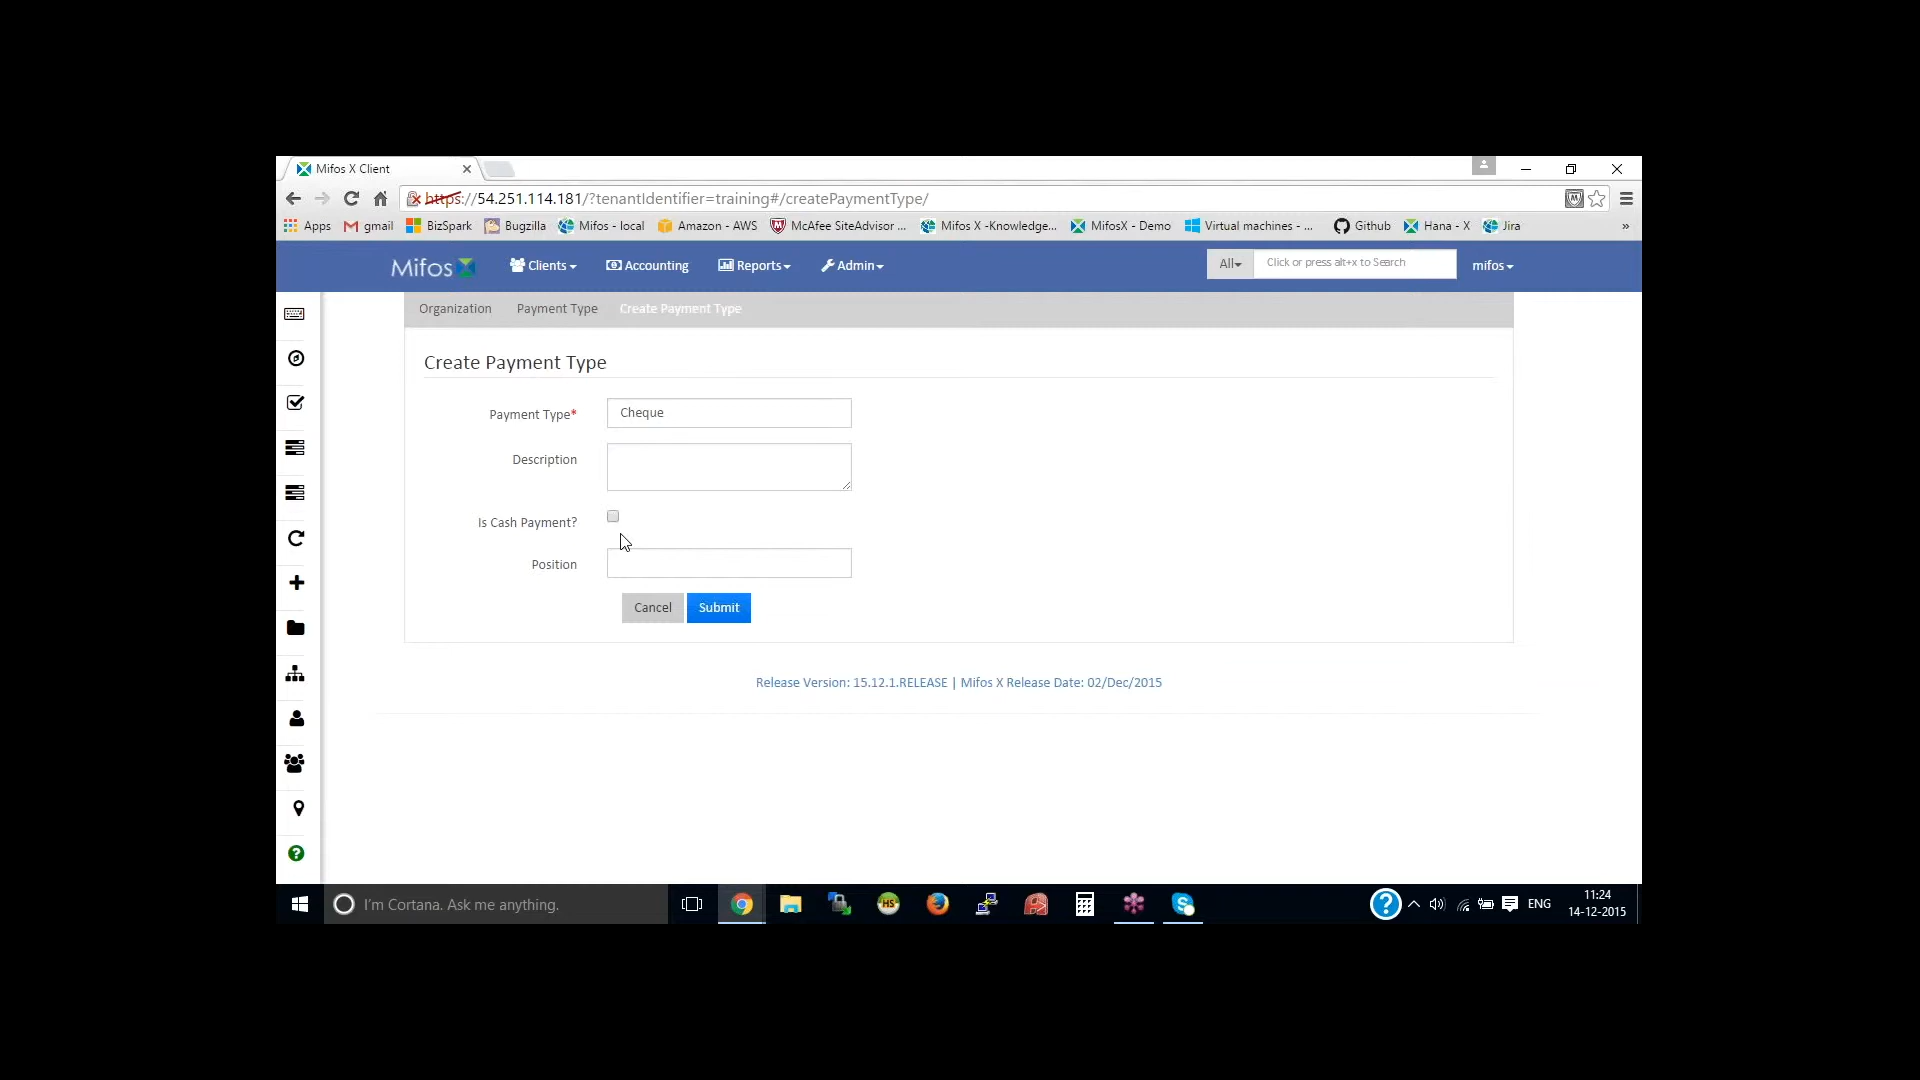 Mifos X Client
https://54.251.114.181/?tenantIdentifier=training#/createPaymentType/
Apps gmail BizSpark Bugzilla Mifos - local Amazon - AWS McAfee SiteAdvisor ... Mifos X -Knowledge... MifosX - Demo Virtual machines - ... Github Hana - X Jira »
Mifos Clients Accounting Reports Admin All Click or press alt+x to Search mifos
Organization Payment Type Create Payment Type
Create Payment Type
Payment Type* Cheque
Description
Is Cash Payment?
Position
Cancel Submit
Release Version: 15.12.1.RELEASE | Mifos X Release Date: 02/Dec/2015
I'm Cortana. Ask me anything.
HS
ENG
11:24
14-12-2015